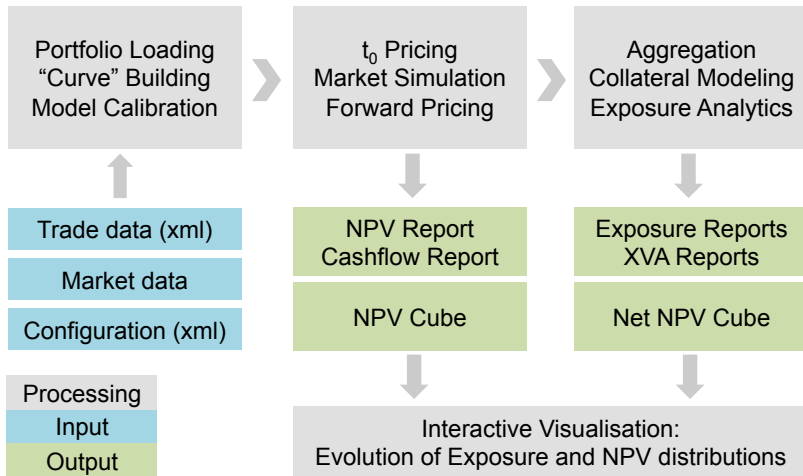 Portfolio Loading
“Curve” Building
Model Calibration
t₀ Pricing
Market Simulation
Forward Pricing
Aggregation
Collateral Modeling
Exposure Analytics
Trade data (xml)
Market data
Configuration (xml)
NPV Report
Cashflow Report
NPV Cube
Exposure Reports
XVA Reports
Net NPV Cube
Processing
Input
Output
Interactive Visualisation:
Evolution of Exposure and NPV distributions